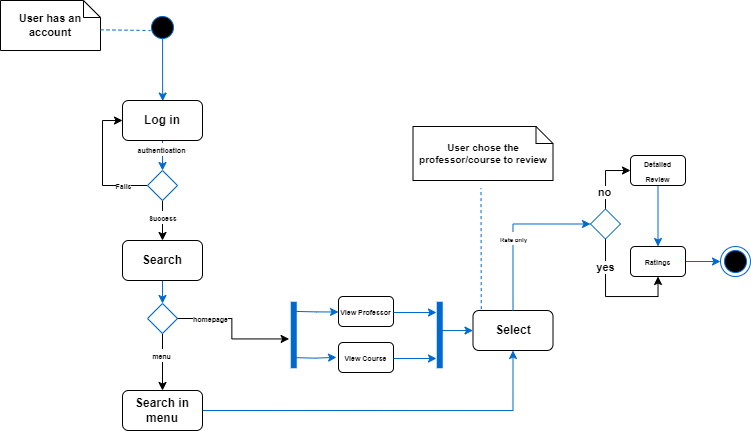 User has an
account
Log in
authentication
Fails
Success
Search
homepage
menu
Search in
menu
View Professor
View Course
User chose the
professor/course to review
Select
Rate only
no
yes
Detailed
Review
Ratings